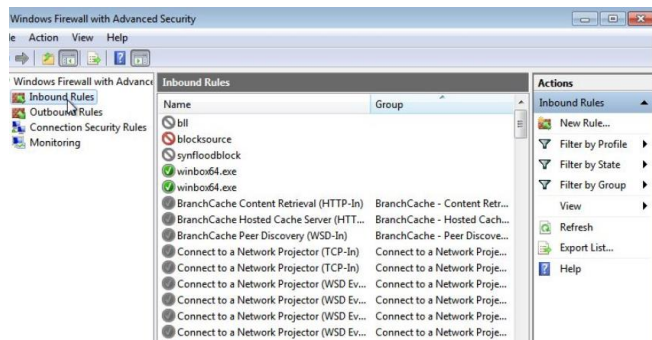 Windows Firewall with Advanced Security
le Action View Help
Windows Firewall with Advance
Inbound Rules
Outbound Rules
Connection Security Rules
Monitoring
Inbound Rules
Name Group
bll
blocksource
synfloodblock
winbox64.exe
winbox64.exe
BranchCache Content Retrieval (HTTP-In) BranchCache - Content Retr...
BranchCache Hosted Cache Server (HTT... BranchCache - Hosted Cach...
BranchCache Peer Discovery (WSD-In) BranchCache - Peer Discove...
Connect to a Network Projector (TCP-In) Connect to a Network Proje...
Connect to a Network Projector (TCP-In) Connect to a Network Proje...
Connect to a Network Projector (WSD Ev... Connect to a Network Proje...
Connect to a Network Projector (WSD Ev... Connect to a Network Proje...
Connect to a Network Projector (WSD Ev... Connect to a Network Proje...
Connect to a Network Projector (WSD Ev... Connect to a Network Proje...
Actions
Inbound Rules
New Rule...
Filter by Profile
Filter by State
Filter by Group
View
Refresh
Export List...
Help